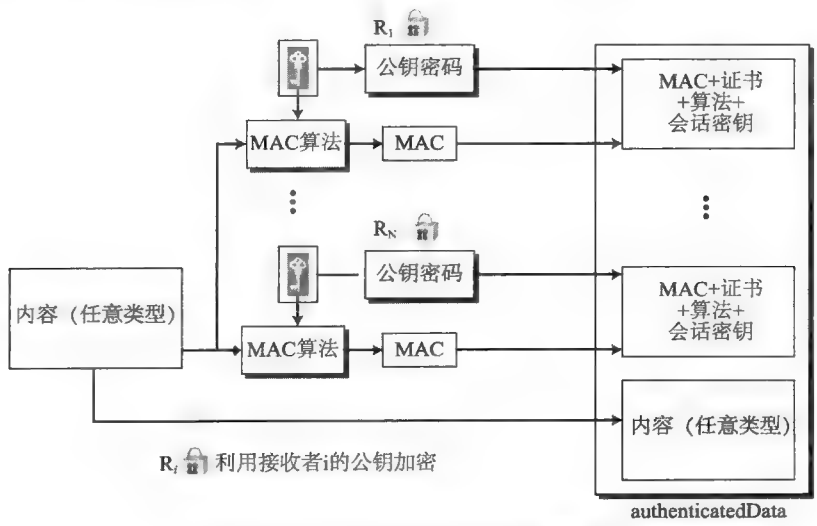 R₁
公钥密码
MAC+证书
+算法+
会话密钥
MAC算法
MAC
R_N
公钥密码
MAC+证书
+算法+
会话密钥
内容（任意类型）
MAC算法
MAC
内容（任意类型）
Rᵢ 利用接收者i的公钥加密
authenticatedData